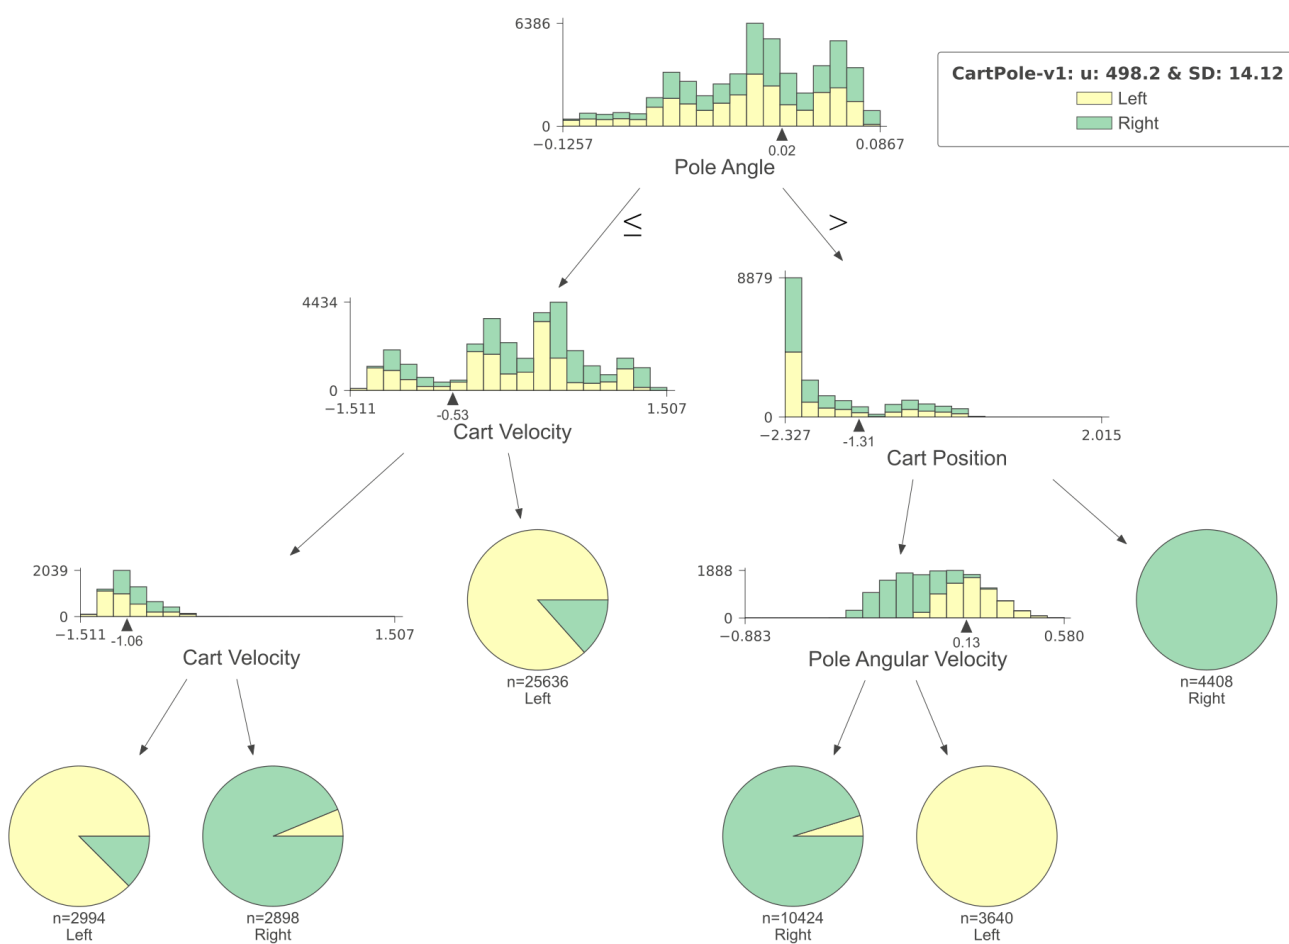 6386
0
−0.1257
0.02
0.0867
Pole Angle
CartPole-v1: u: 498.2 & SD: 14.12
Left
Right
≤
>
4434
0
−1.511
-0.53
1.507
Cart Velocity
8879
0
−2.327
-1.31
2.015
Cart Position
2039
0
−1.511
-1.06
1.507
Cart Velocity
n=25636
Left
1888
0
−0.883
0.13
0.580
Pole Angular Velocity
n=4408
Right
n=2994
Left
n=2898
Right
n=10424
Right
n=3640
Left